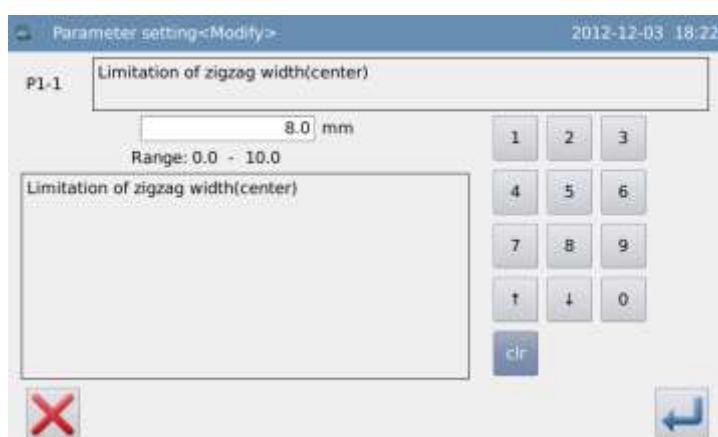 Parameter setting<Modify>
2012-12-03 18:22
P1-1
Limitation of zigzag width(center)
8.0 mm
Range: 0.0 - 10.0
Limitation of zigzag width(center)
1 2 3
4 5 6
7 8 9
↑ ↓ 0
clr